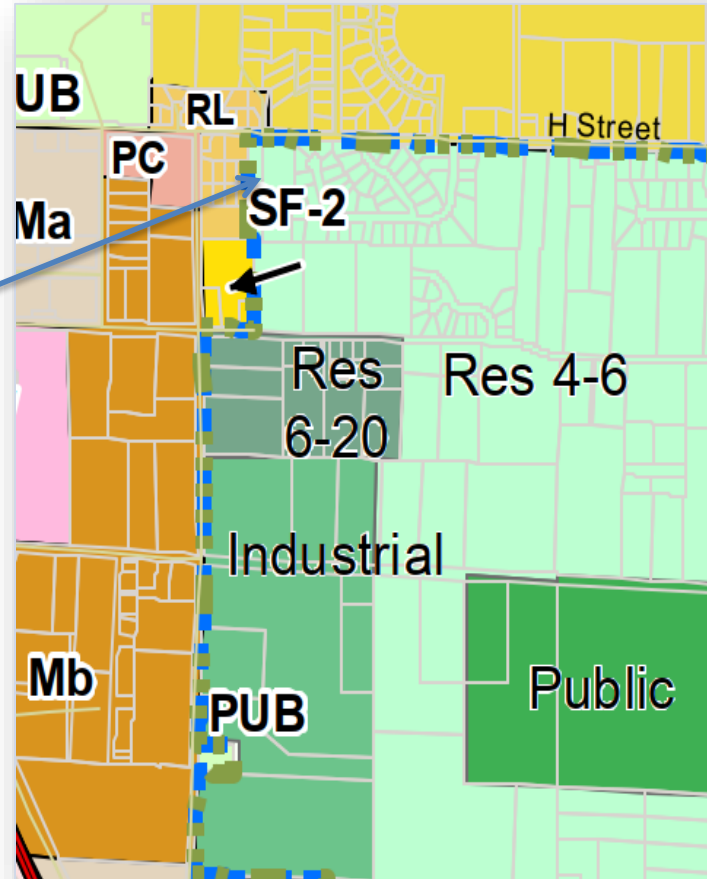 UB
RL
H Street
PC
Ma
SF-2
Res
6-20
Res 4-6
Industrial
Mb
PUB
Public